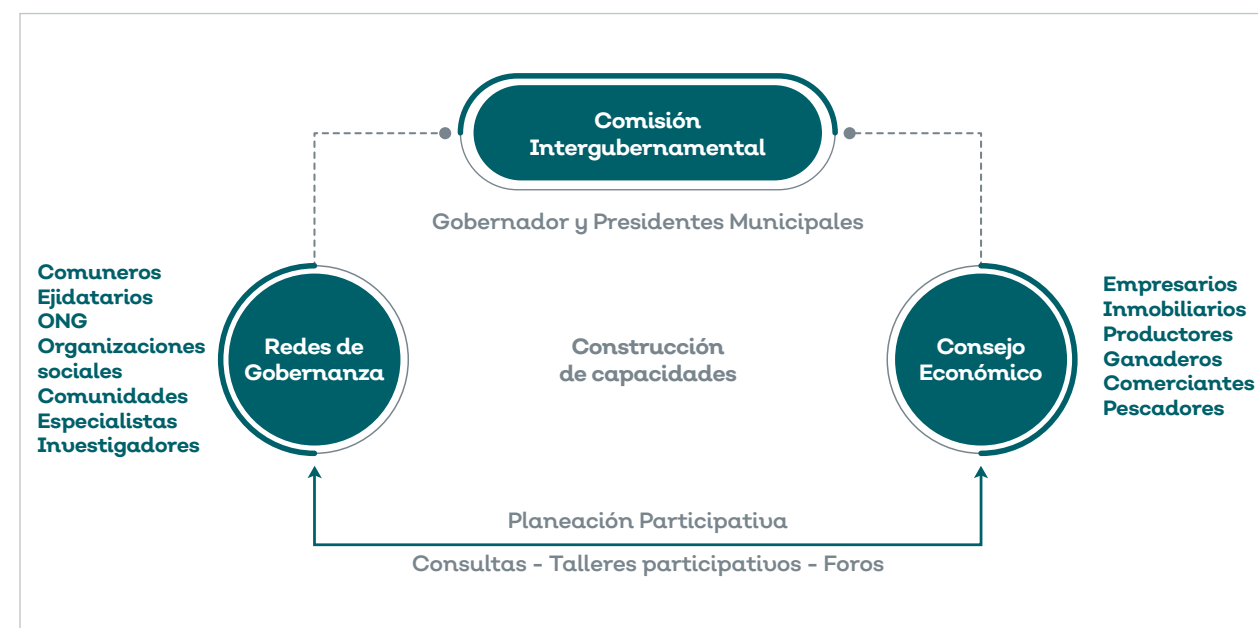 Comisión
Intergubernamental
Gobernador y Presidentes Municipales
Comuneros
Ejidatarios
ONG
Organizaciones
sociales
Comunidades
Especialistas
Investigadores
Redes de
Gobernanza
Construcción
de capacidades
Consejo
Económico
Empresarios
Inmobiliarios
Productores
Ganaderos
Comerciantes
Pescadores
Planeación Participativa
Consultas - Talleres participativos - Foros